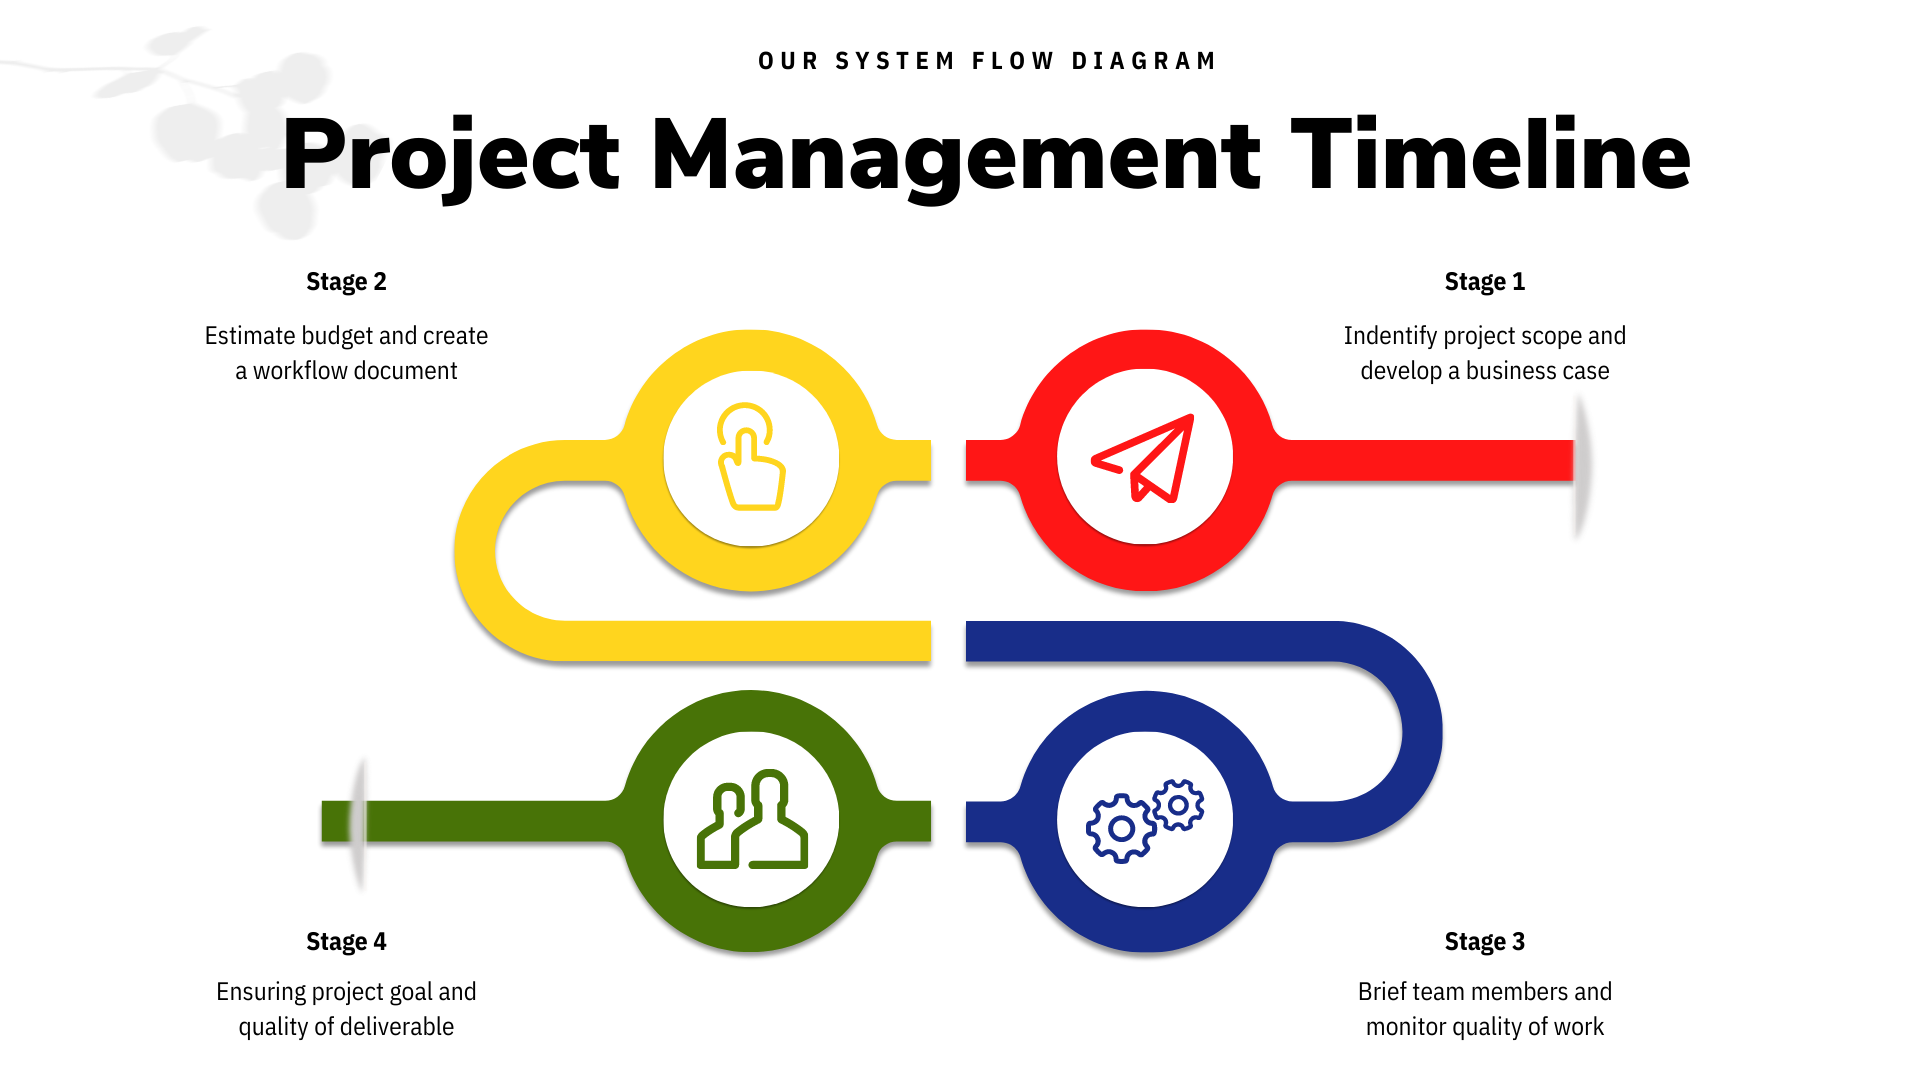 OUR SYSTEM FLOW DIAGRAM
Project Management Timeline
Stage 2
Estimate budget and create
a workflow document
Stage 1
Indentify project scope and
develop a business case
Stage 4
Ensuring project goal and
quality of deliverable
Stage 3
Brief team members and
monitor quality of work